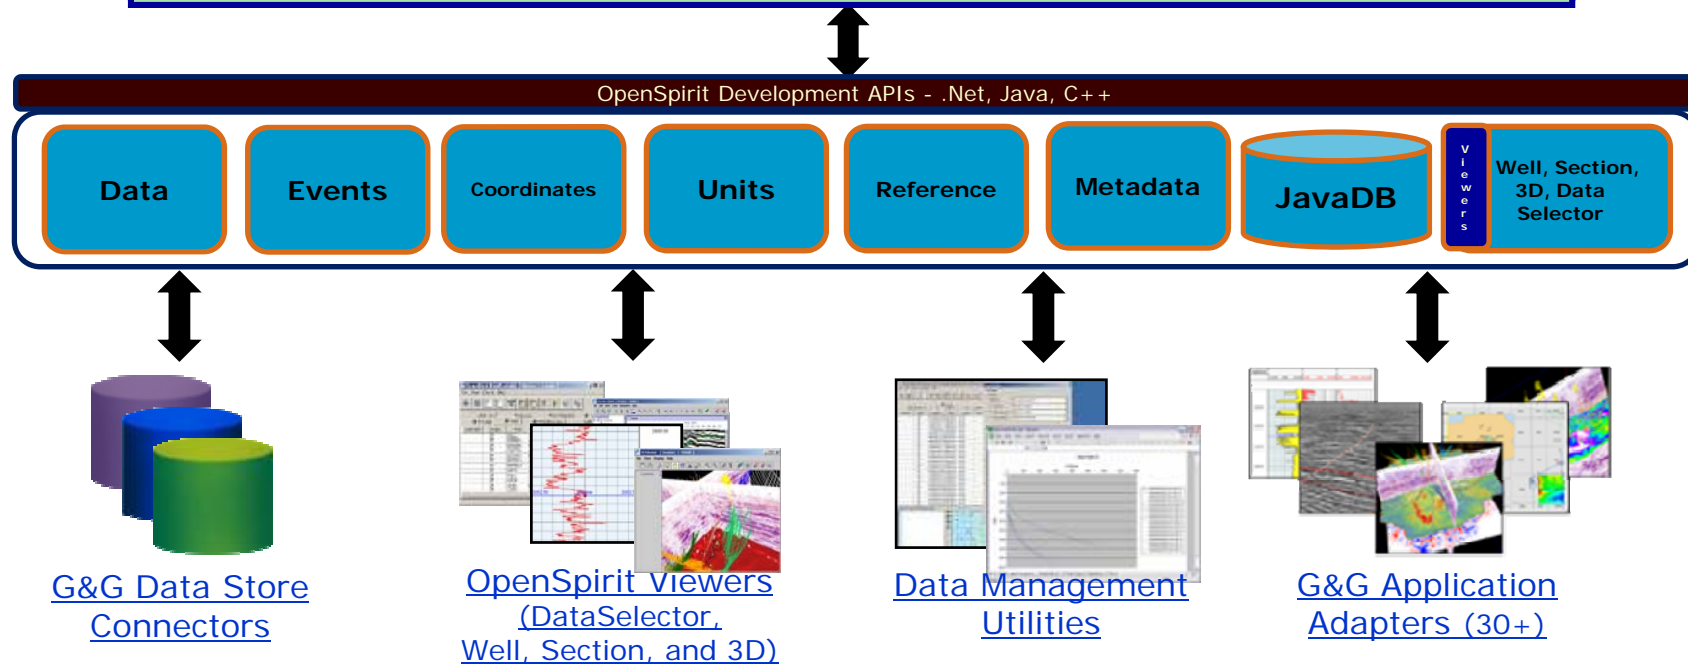 OpenSpirit Development APIs - .Net, Java, C++
Data
Events
Coordinates
Units
Reference
Metadata
JavaDB
Viewers
Well, Section,
3D, Data
Selector
G&G Data Store
Connectors
OpenSpirit Viewers
(DataSelector,
Well, Section, and 3D)
Data Management
Utilities
G&G Application
Adapters (30+)